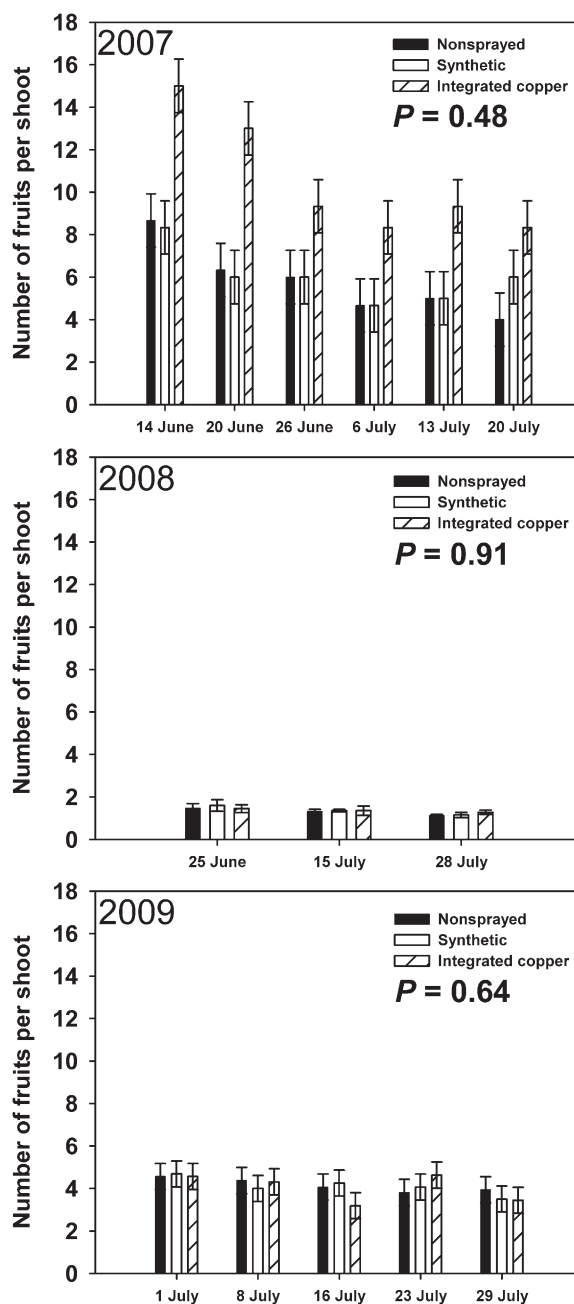 2007
Nonsprayed
Synthetic
Integrated copper
P = 0.48
Number of fruits per shoot
18
16
14
12
10
8
6
4
2
0
14 June 20 June 26 June 6 July 13 July 20 July
2008
Nonsprayed
Synthetic
Integrated copper
P = 0.91
Number of fruits per shoot
18
16
14
12
10
8
6
4
2
0
25 June 15 July 28 July
2009
Nonsprayed
Synthetic
Integrated copper
P = 0.64
Number of fruits per shoot
18
16
14
12
10
8
6
4
2
0
1 July 8 July 16 July 23 July 29 July